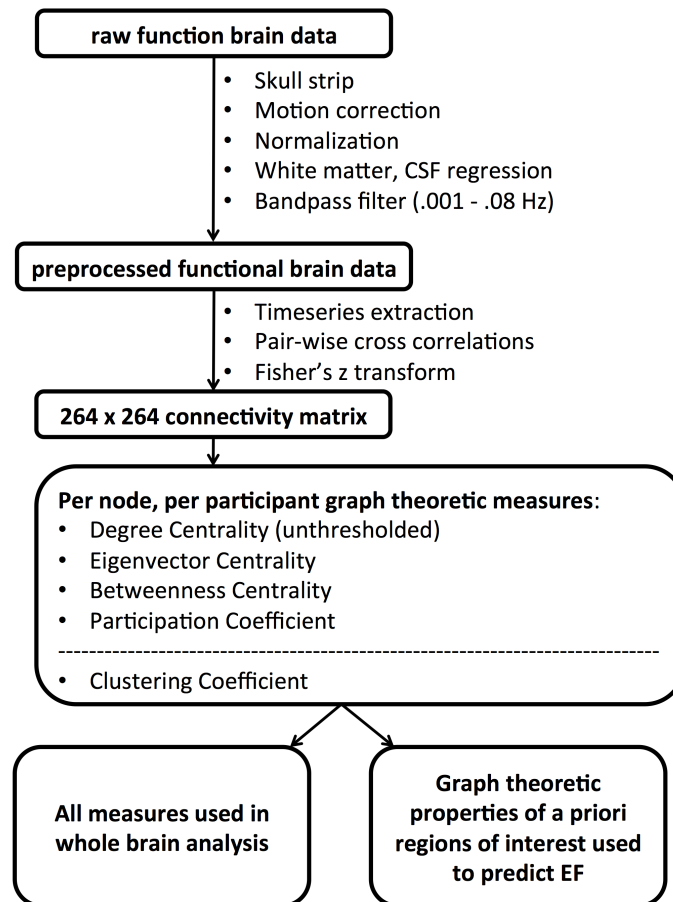 raw function brain data
• Skull strip
• Motion correction
• Normalization
• White matter, CSF regression
• Bandpass filter (.001 - .08 Hz)
preprocessed functional brain data
• Timeseries extraction
• Pair-wise cross correlations
• Fisher's z transform
264 x 264 connectivity matrix
Per node, per participant graph theoretic measures:
• Degree Centrality (unthresholded)
• Eigenvector Centrality
• Betweenness Centrality
• Participation Coefficient
• Clustering Coefficient
All measures used in
whole brain analysis
Graph theoretic
properties of a priori
regions of interest used
to predict EF